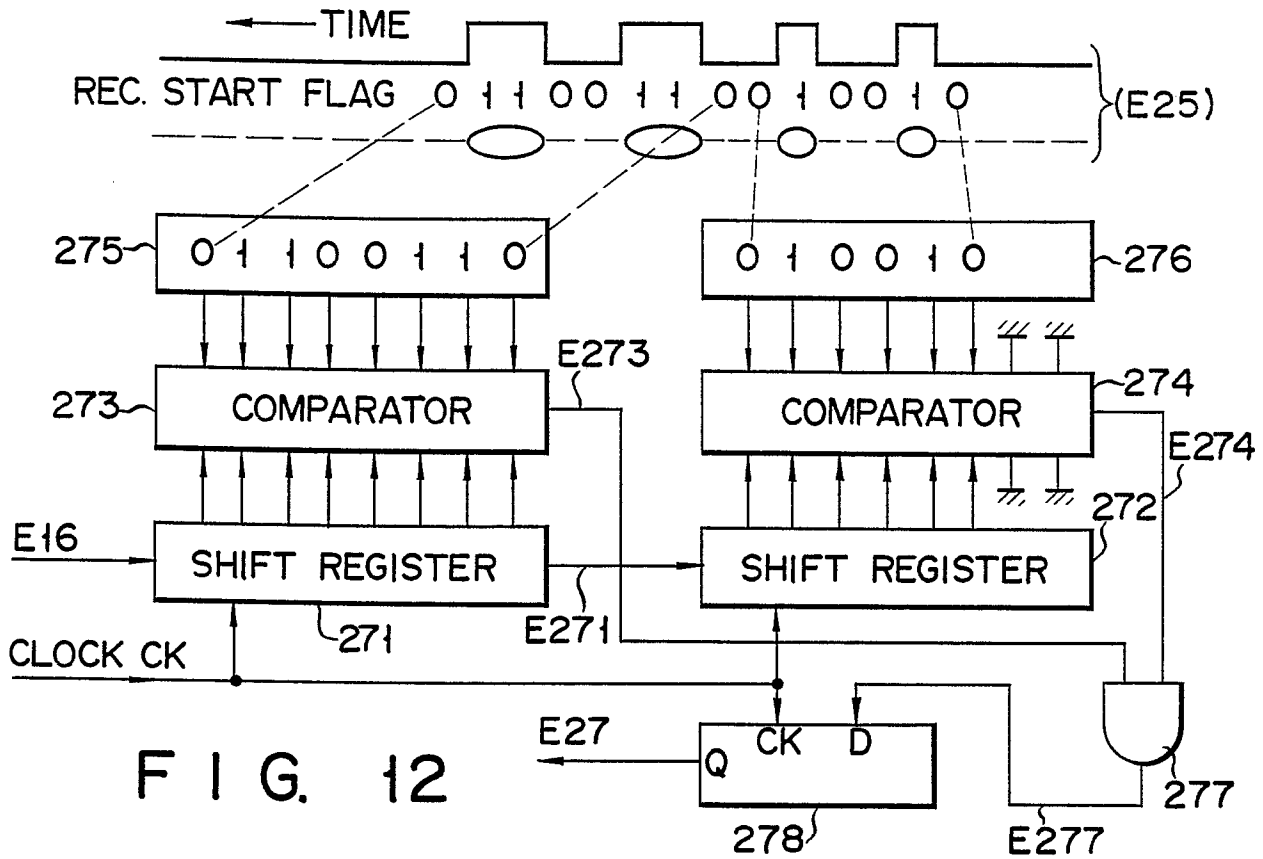 TIME
REC. START FLAG 0 1 1 0 0 1 1 0 0 1 0 0 1 0 (E25)
275 0 1 1 0 0 1 1 0
0 1 0 0 1 0 276
E273
273 COMPARATOR
COMPARATOR 274
E274
272
E16
SHIFT REGISTER
SHIFT REGISTER
271
E271
CLOCK CK
E27
Q CK D
277
278
E277
FIG. 12